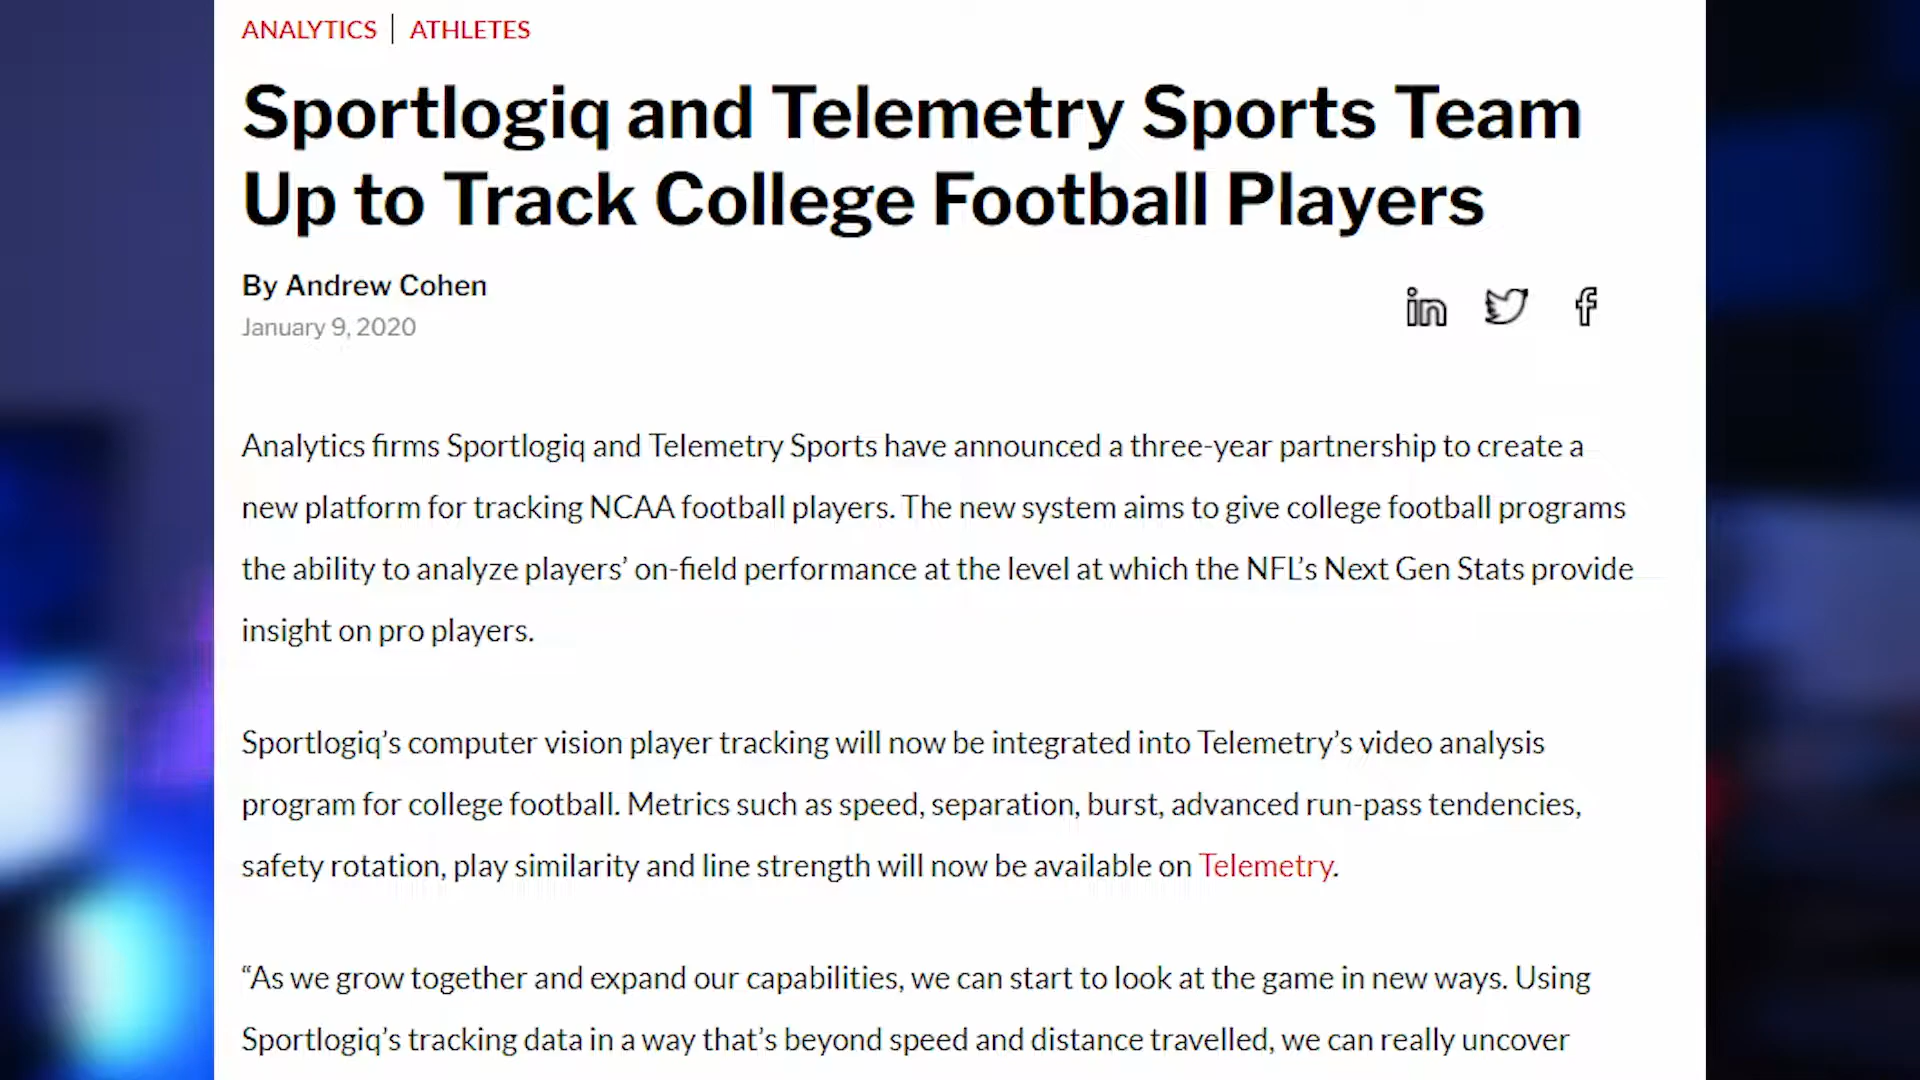 ANALYTICS | ATHLETES
Sportlogiq and Telemetry Sports Team
Up to Track College Football Players
By Andrew Cohen
January 9, 2020
Analytics firms Sportlogiq and Telemetry Sports have announced a three-year partnership to create a
new platform for tracking NCAA football players. The new system aims to give college football programs
the ability to analyze players’ on-field performance at the level at which the NFL’s Next Gen Stats provide
insight on pro players.
Sportlogiq’s computer vision player tracking will now be integrated into Telemetry’s video analysis
program for college football. Metrics such as speed, separation, burst, advanced run-pass tendencies,
safety rotation, play similarity and line strength will now be available on Telemetry.
“As we grow together and expand our capabilities, we can start to look at the game in new ways. Using
Sportlogiq’s tracking data in a way that’s beyond speed and distance travelled, we can really uncover